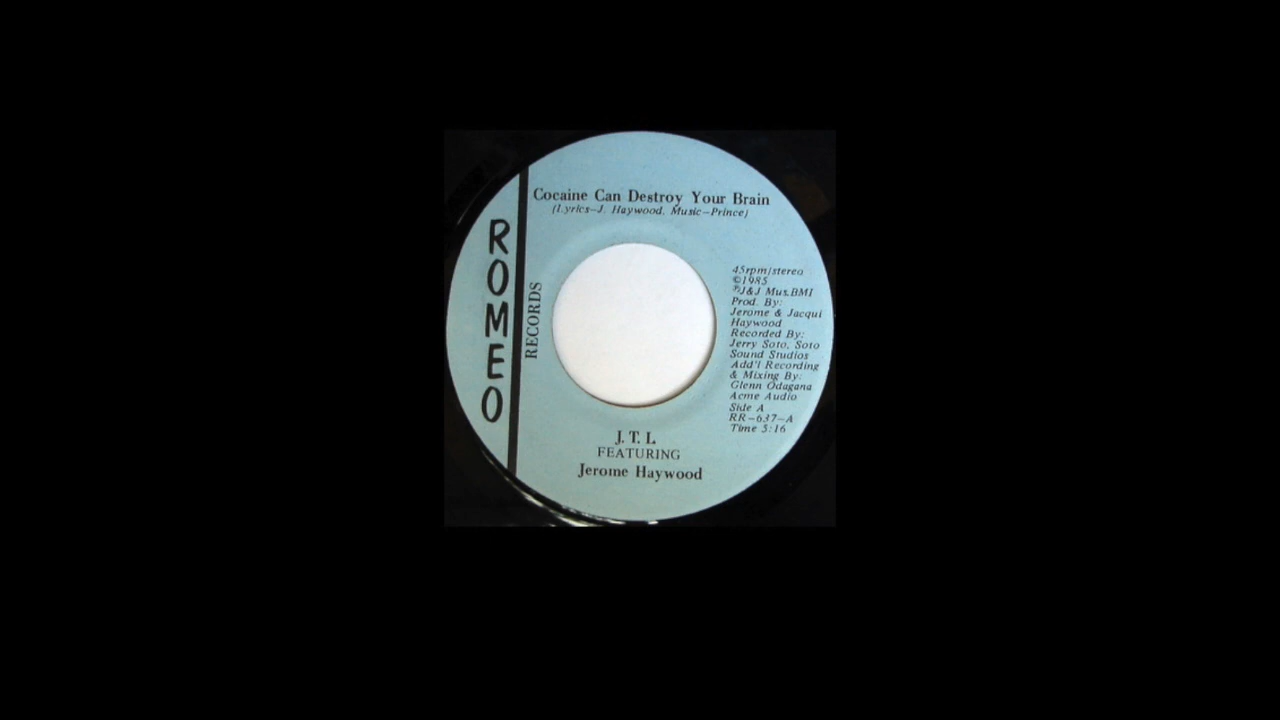 Cocaine Can Destroy Your Brain
(Lyrics—J. Haywood, Music—Prince)
ROMEO
RECORDS
45rpm/stereo
©1985
℗J&J Mus.BMI
Prod. By:
Jerome & Jacqui
Haywood
Recorded By:
Jerry Soto, Soto
Sound Studios
Add'l Recording
& Mixing By:
Glenn Odagana
Acme Audio
Side A
RR—637—A
Time 5:16
J. T. L.
FEATURING
Jerome Haywood